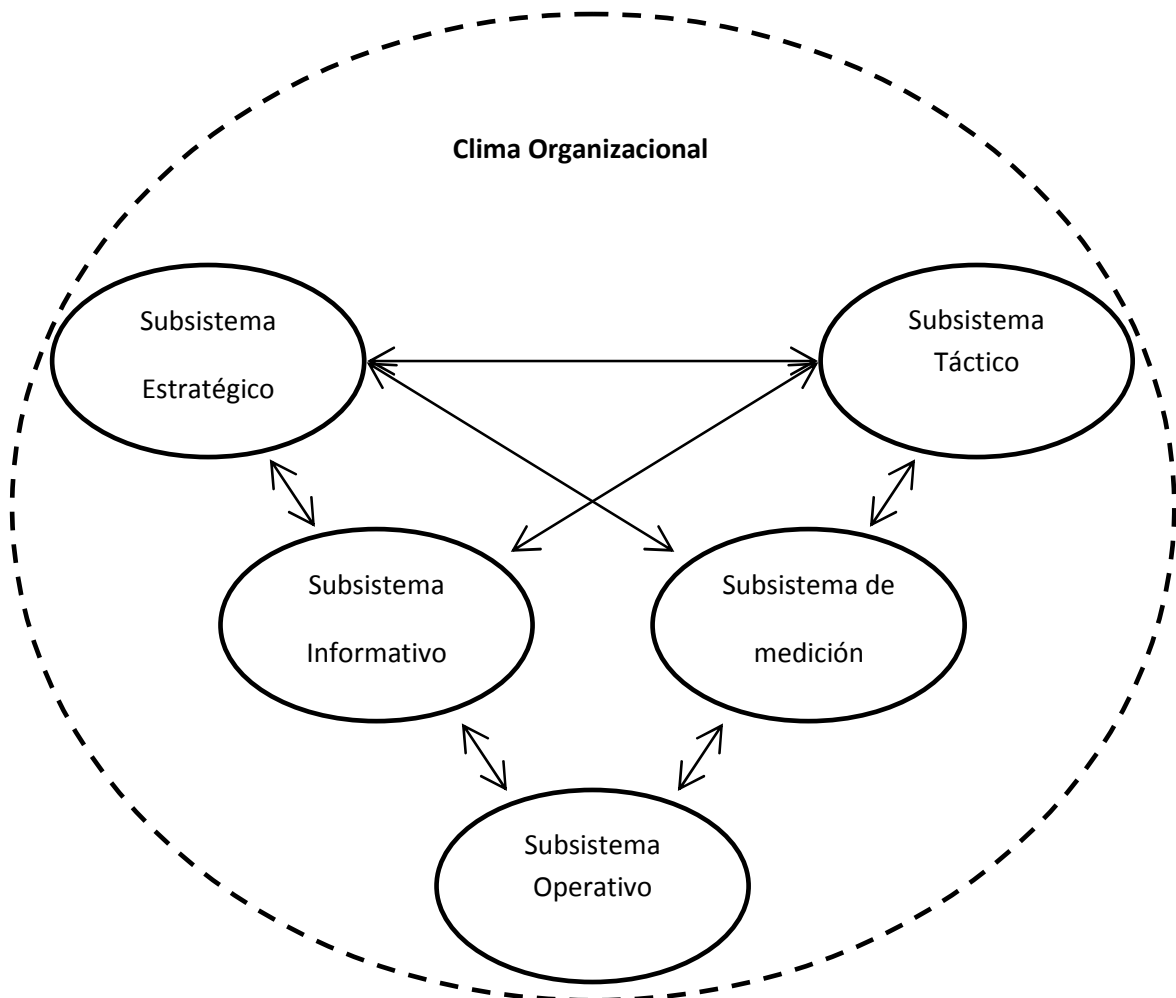 Clima Organizacional
Subsistema
Estratégico
Subsistema
Táctico
Subsistema
Informativo
Subsistema de
medición
Subsistema
Operativo